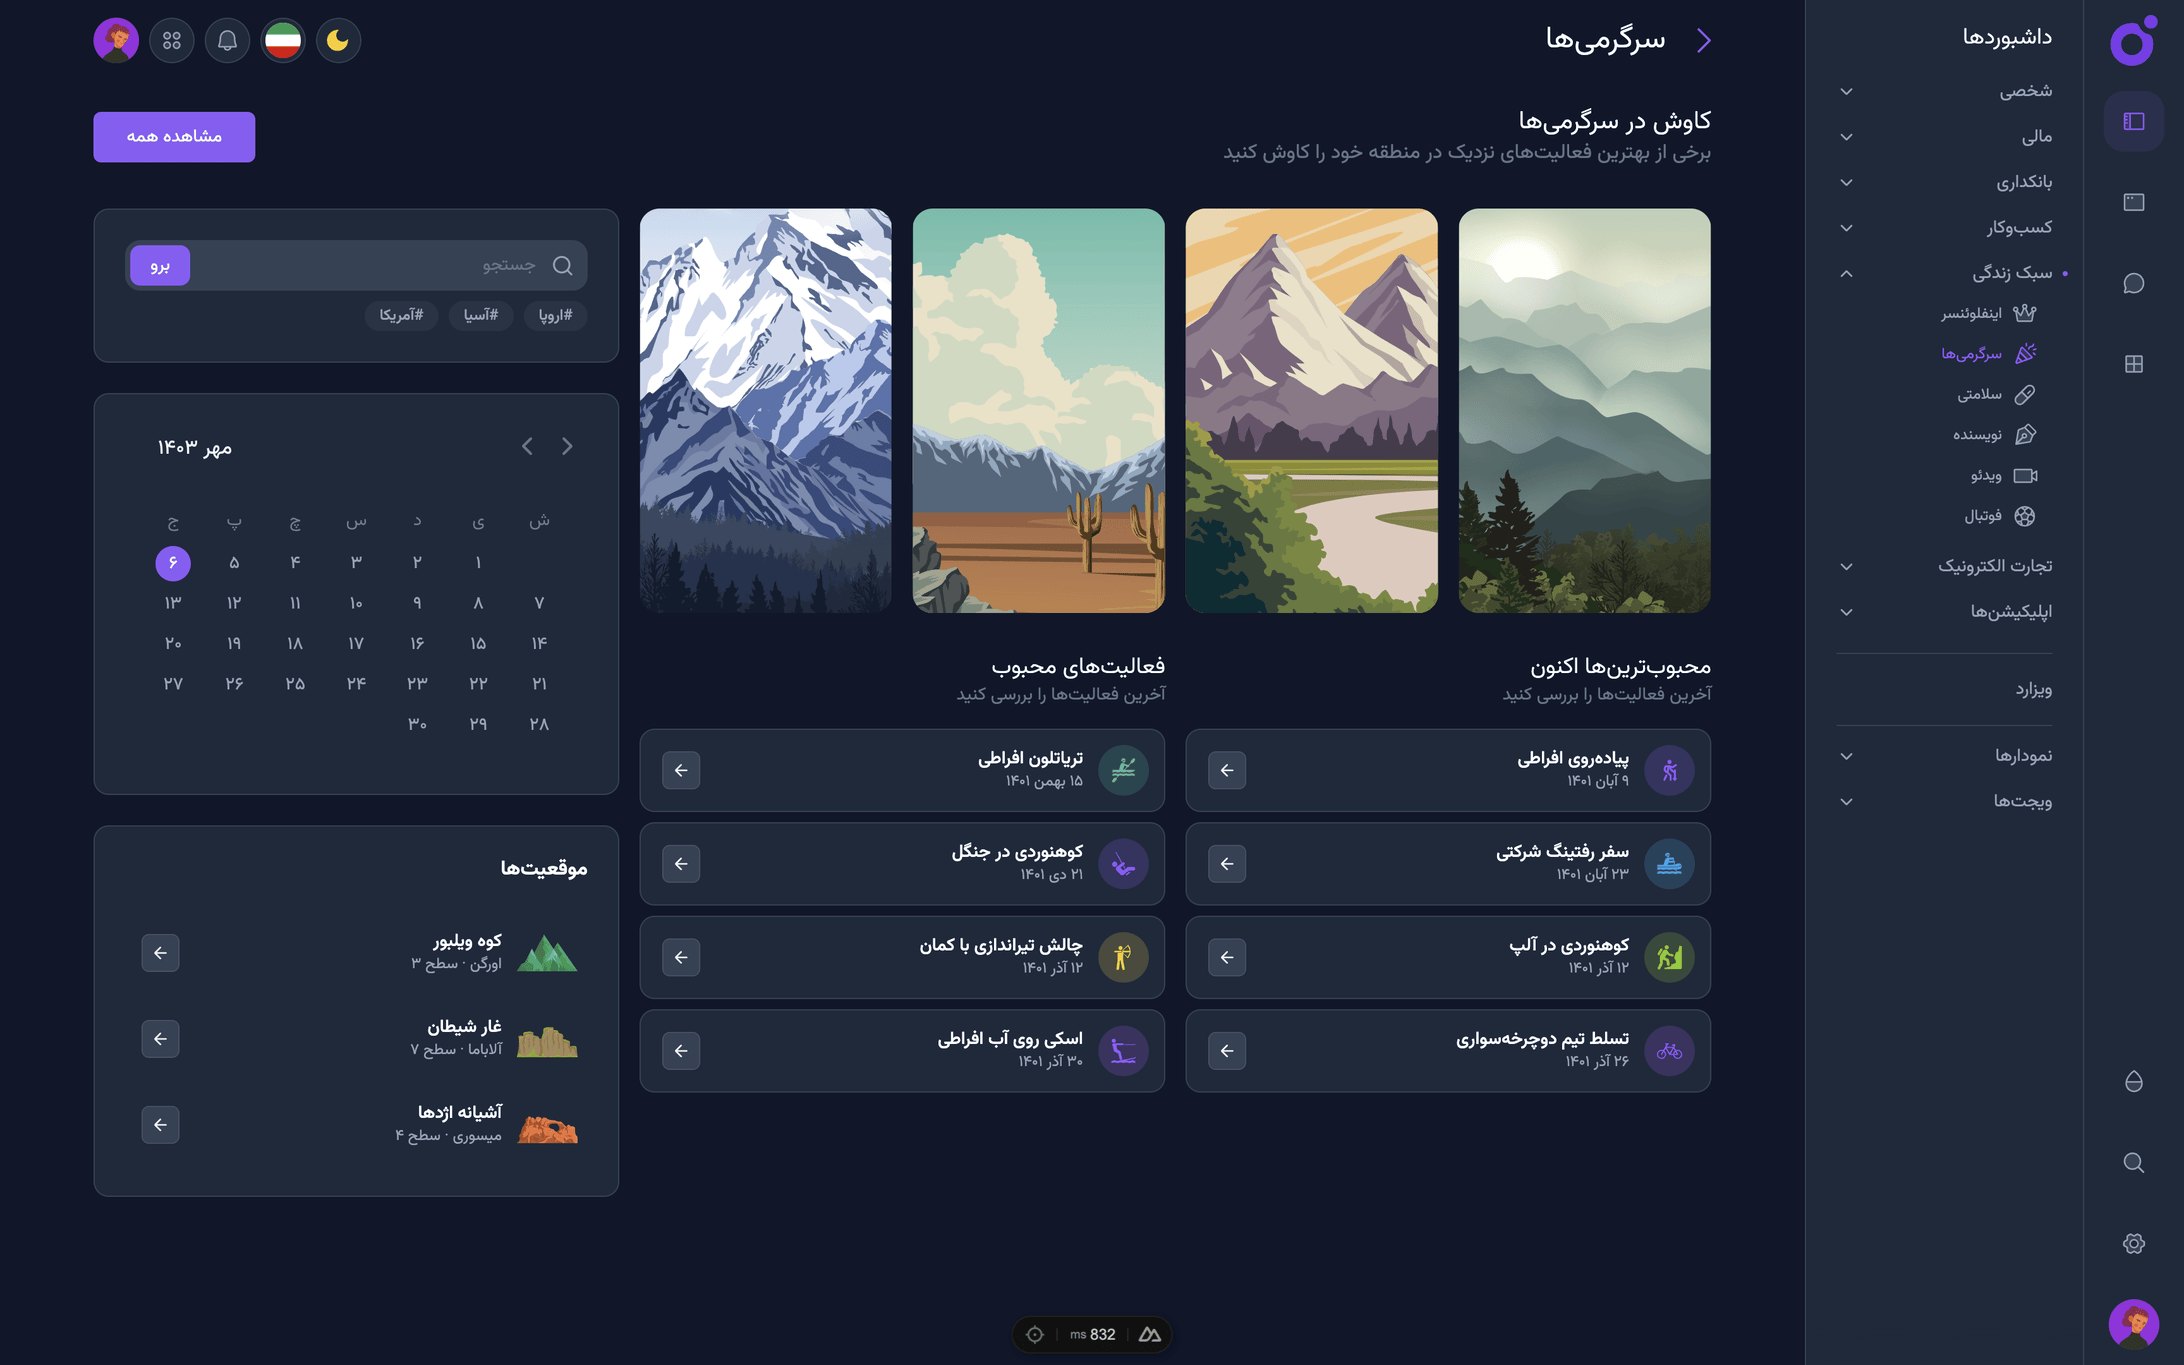 داشبوردها
شخصی
مالی
بانکداری
کسب‌وکار
سبک زندگی
اینفلوئنسر
سرگرمی‌ها
سلامتی
نویسنده
ویدئو
فوتبال
تجارت الکترونیک
اپلیکیشن‌ها
ویزارد
نمودارها
ویجت‌ها
سرگرمی‌ها
کاوش در سرگرمی‌ها
برخی از بهترین فعالیت‌های نزدیک در منطقه خود را کاوش کنید
مشاهده همه
محبوب‌ترین‌ها اکنون
آخرین فعالیت‌ها را بررسی کنید
پیاده‌روی افراطی
۹ آبان ۱۴۰۱
سفر رفتینگ شرکتی
۲۳ آبان ۱۴۰۱
کوهنوردی در آلپ
۱۲ آذر ۱۴۰۱
تسلط تیم دوچرخه‌سواری
۲۶ آذر ۱۴۰۱
فعالیت‌های محبوب
آخرین فعالیت‌ها را بررسی کنید
تریاتلون افراطی
۱۵ بهمن ۱۴۰۱
کوهنوردی در جنگل
۲۱ دی ۱۴۰۱
چالش تیراندازی با کمان
۱۲ آذر ۱۴۰۱
اسکی روی آب افراطی
۳۰ آذر ۱۴۰۱
جستجو برو
#اروپا #آسیا #آمریکا
مهر ۱۴۰۳
ش ی د س چ پ ج
۱ ۲ ۳ ۴ ۵ ۶
۷ ۸ ۹ ۱۰ ۱۱ ۱۲ ۱۳
۱۴ ۱۵ ۱۶ ۱۷ ۱۸ ۱۹ ۲۰
۲۱ ۲۲ ۲۳ ۲۴ ۲۵ ۲۶ ۲۷
۲۸ ۲۹ ۳۰
موقعیت‌ها
کوه ویلبور
اورگن · سطح ۳
غار شیطان
آلاباما · سطح ۷
آشیانه اژدها
میسوری · سطح ۴
832 ms